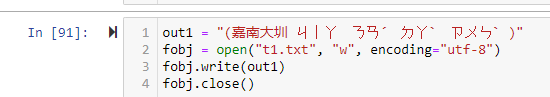 In [91]:
1 out1 = "(嘉南大圳 ㄐㄧㄚ ㄋㄢˊ ㄉㄚˋ ㄗㄨㄣˋ )"
2 fobj = open("t1.txt", "w", encoding="utf-8")
3 fobj.write(out1)
4 fobj.close()